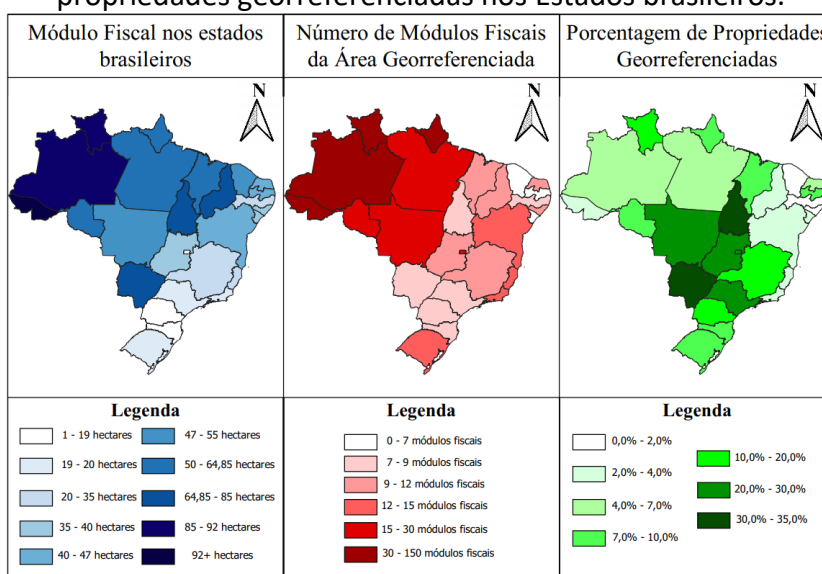 propriedades georreferenciadas nos Estados brasileiros.
Módulo Fiscal nos estados
brasileiros
Número de Módulos Fiscais
da Área Georreferenciada
Porcentagem de Propriedades
Georreferenciadas
N
N
N
Legenda
1 - 19 hectares
19 - 20 hectares
20 - 35 hectares
35 - 40 hectares
40 - 47 hectares
47 - 55 hectares
50 - 64,85 hectares
64,85 - 85 hectares
85 - 92 hectares
92+ hectares
Legenda
0 - 7 módulos fiscais
7 - 9 módulos fiscais
9 - 12 módulos fiscais
12 - 15 módulos fiscais
15 - 30 módulos fiscais
30 - 150 módulos fiscais
Legenda
0,0% - 2,0%
2,0% - 4,0%
4,0% - 7,0%
7,0% - 10,0%
10,0% - 20,0%
20,0% - 30,0%
30,0% - 35,0%